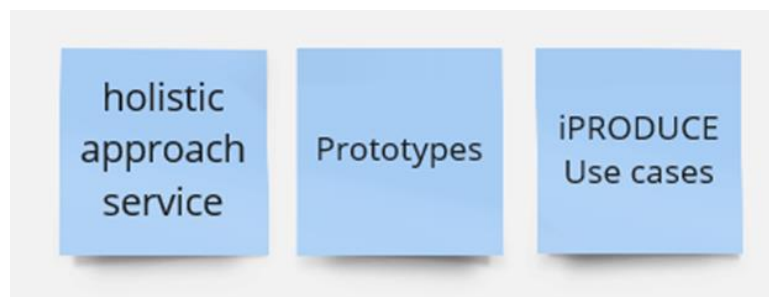 holistic
approach
service
Prototypes
iPRODUCE
Use cases